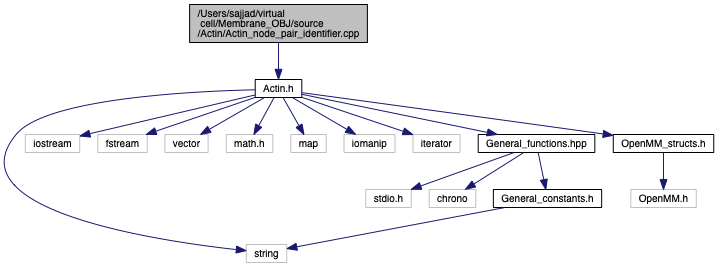 /Users/sajjad/virtual
cell/Membrane_OBJ/source
/Actin/Actin_node_pair_identifier.cpp
Actin.h
iostream
fstream
vector
math.h
map
iomanip
iterator
General_functions.hpp
OpenMM_structs.h
stdio.h
chrono
General_constants.h
OpenMM.h
string